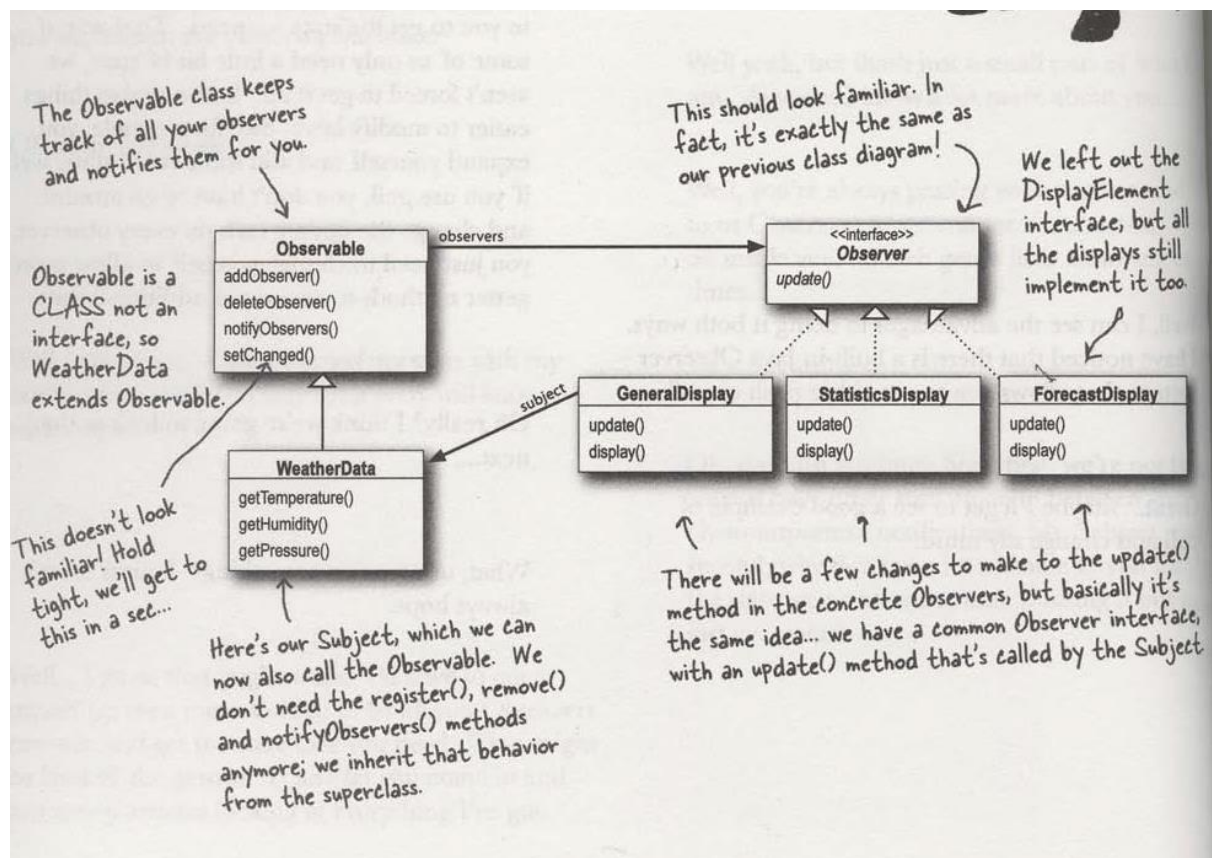 The Observable class keeps
track of all your observers
and notifies them for you.
This should look familiar. In
fact, it's exactly the same as
our previous class diagram!
We left out the
DisplayElement
interface, but all
the displays still
implement it too.
Observable is a
CLASS not an
interface, so
WeatherData
extends Observable.
Observable
addObserver()
deleteObserver()
notifyObservers()
setChanged()
observers
<<interface>>
Observer
update()
subject
GeneralDisplay
update()
display()
StatisticsDisplay
update()
display()
ForecastDisplay
update()
display()
WeatherData
getTemperature()
getHumidity()
getPressure()
This doesn't look
familiar! Hold
tight, we'll get to
this in a sec...
Here's our Subject, which we can
now also call the Observable. We
don't need the register(), remove()
and notifyObservers() methods
anymore; we inherit that behavior
from the superclass.
There will be a few changes to make to the update()
method in the concrete Observers, but basically it's
the same idea... we have a common Observer interface,
with an update() method that's called by the Subject